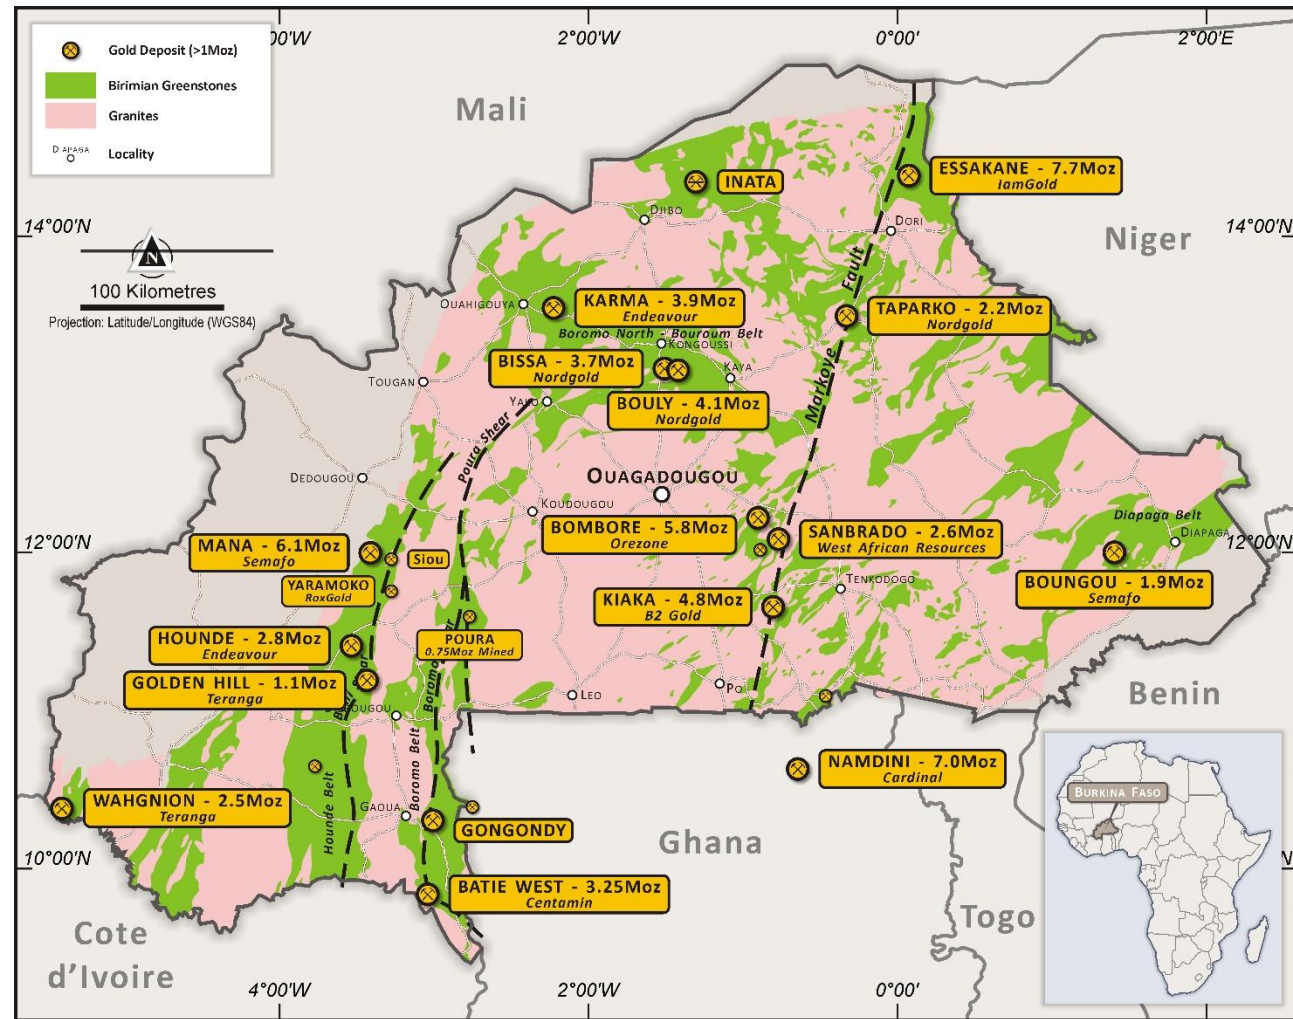 Gold Deposit (>1Moz)
Birimian Greenstones
Granites
DIAPAGA
Locality
00'W
2°00'W
0°00'
2°00'E
Mali
INATA
ESSAKANE - 7.7Moz
IamGold
DJIBO
DORI
14°00'N
14°00'N
Niger
N
100 Kilometres
Projection: Latitude/Longitude (WGS84)
OUAHIGOUYA
KARMA - 3.9Moz
Endeavour
Boromo North - Bouroum Belt
KONGOUSSI
Markoye Fault
TAPARKO - 2.2Moz
Nordgold
BISSA - 3.7Moz
Nordgold
KAYA
TOUGAN
YAKO
BOULY - 4.1Moz
Nordgold
Poura Shear
DEDOUGOU
OUAGADOUGOU
KOUDOUGOU
BOMBORE - 5.8Moz
Orezone
SANBRADO - 2.6Moz
West African Resources
Diapaga Belt
DIAPAGA
12°00'N
12°00'N
MANA - 6.1Moz
Semafo
Siou
YARAMOKO
RoxGold
TENKODOGO
BOUNGOU - 1.9Moz
Semafo
KIAKA - 4.8Moz
B2 Gold
HOUNDE - 2.8Moz
Endeavour
POURA
0.75Moz Mined
GOLDEN HILL - 1.1Moz
Teranga
LEO
PO
Benin
Boromo Belt
Hounde Belt
NAMDINI - 7.0Moz
Cardinal
BURKINA FASO
WAHGNION - 2.5Moz
Teranga
GAOUA
GONGONDY
Ghana
10°00'N
BATIE WEST - 3.25Moz
Centamin
Togo
Cote
d'Ivoire
4°00'W
2°00'W
0°00'